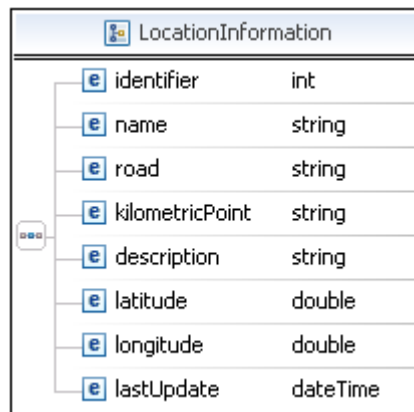 LocationInformation
e identifier int
e name string
e road string
e kilometricPoint string
e description string
e latitude double
e longitude double
e lastUpdate dateTime